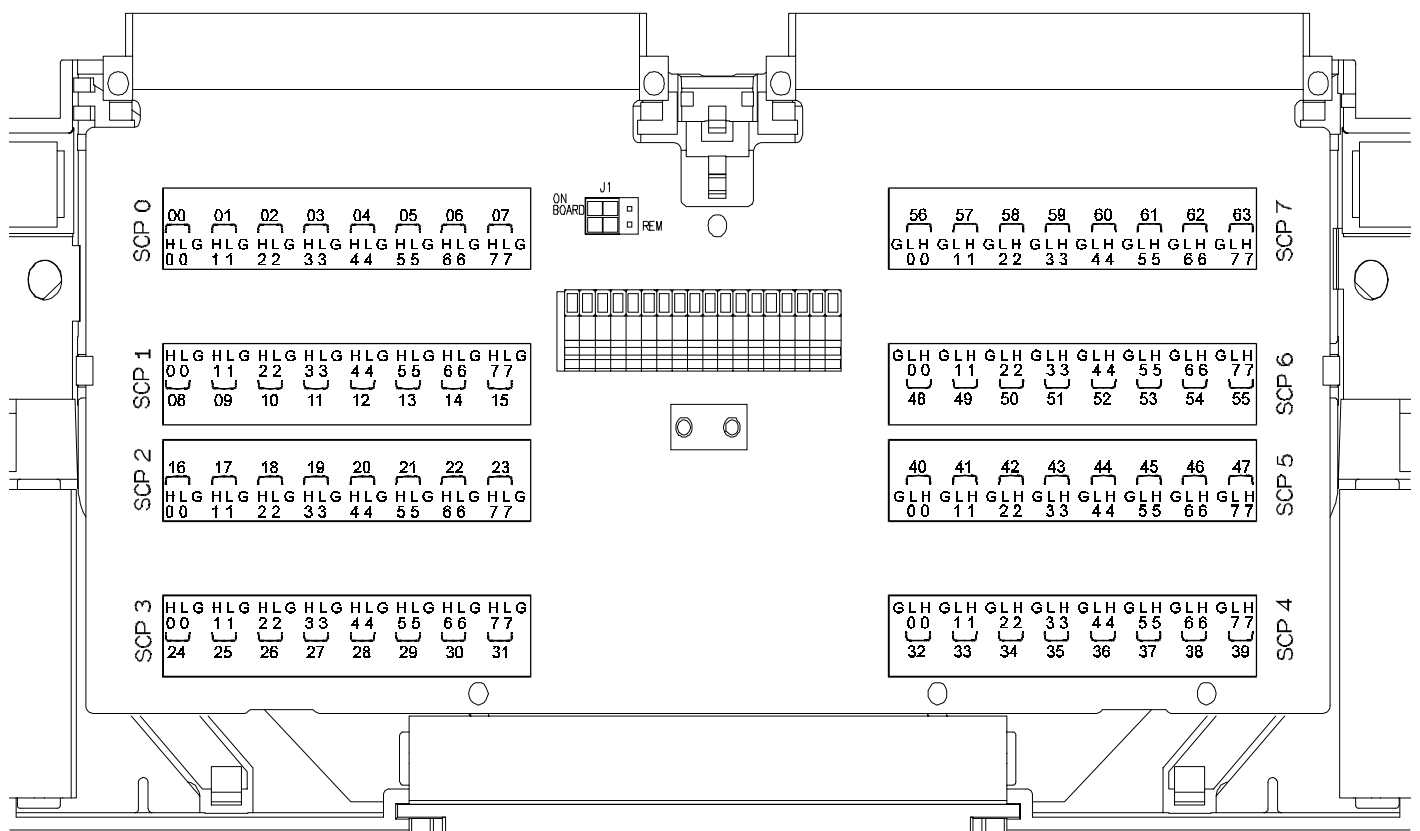 SCP 0
00 01 02 03 04 05 06 07
HLG HLG HLG HLG HLG HLG HLG HLG
00 11 22 33 44 55 66 77
J1
ON
BOARD
REM
SCP 7
56 57 58 59 60 61 62 63
GLH GLH GLH GLH GLH GLH GLH GLH
00 11 22 33 44 55 66 77
SCP 1
HLG HLG HLG HLG HLG HLG HLG HLG
00 11 22 33 44 55 66 77
08 09 10 11 12 13 14 15
SCP 6
GLH GLH GLH GLH GLH GLH GLH GLH
00 11 22 33 44 55 66 77
48 49 50 51 52 53 54 55
SCP 2
16 17 18 19 20 21 22 23
HLG HLG HLG HLG HLG HLG HLG HLG
00 11 22 33 44 55 66 77
SCP 5
40 41 42 43 44 45 46 47
GLH GLH GLH GLH GLH GLH GLH GLH
00 11 22 33 44 55 66 77
SCP 3
HLG HLG HLG HLG HLG HLG HLG HLG
00 11 22 33 44 55 66 77
24 25 26 27 28 29 30 31
SCP 4
GLH GLH GLH GLH GLH GLH GLH GLH
00 11 22 33 44 55 66 77
32 33 34 35 36 37 38 39